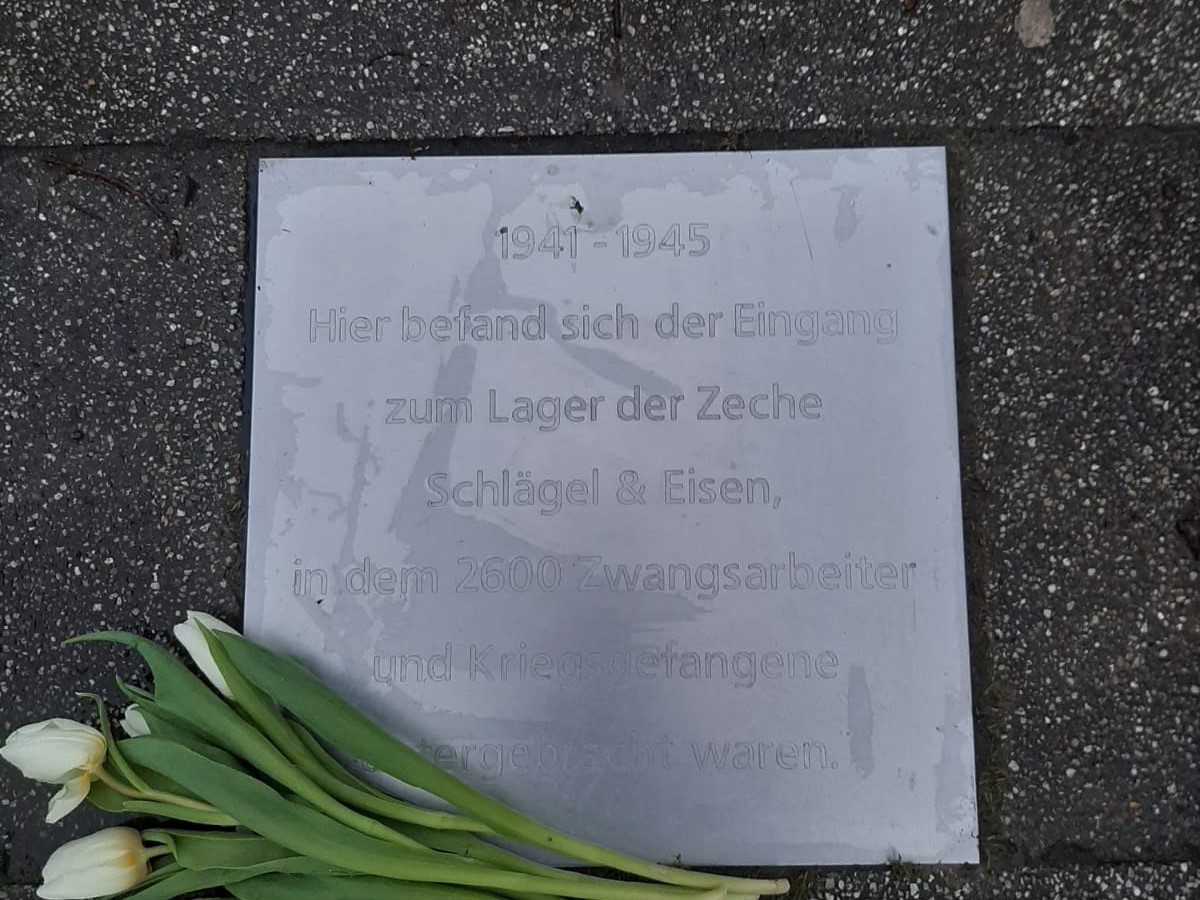 1941 - 1945
Hier befand sich der Eingang
zum Lager der Zeche
Schlägel & Eisen,
in dem 2600 Zwangsarbeiter
und Kriegsgefangene
untergebracht waren.